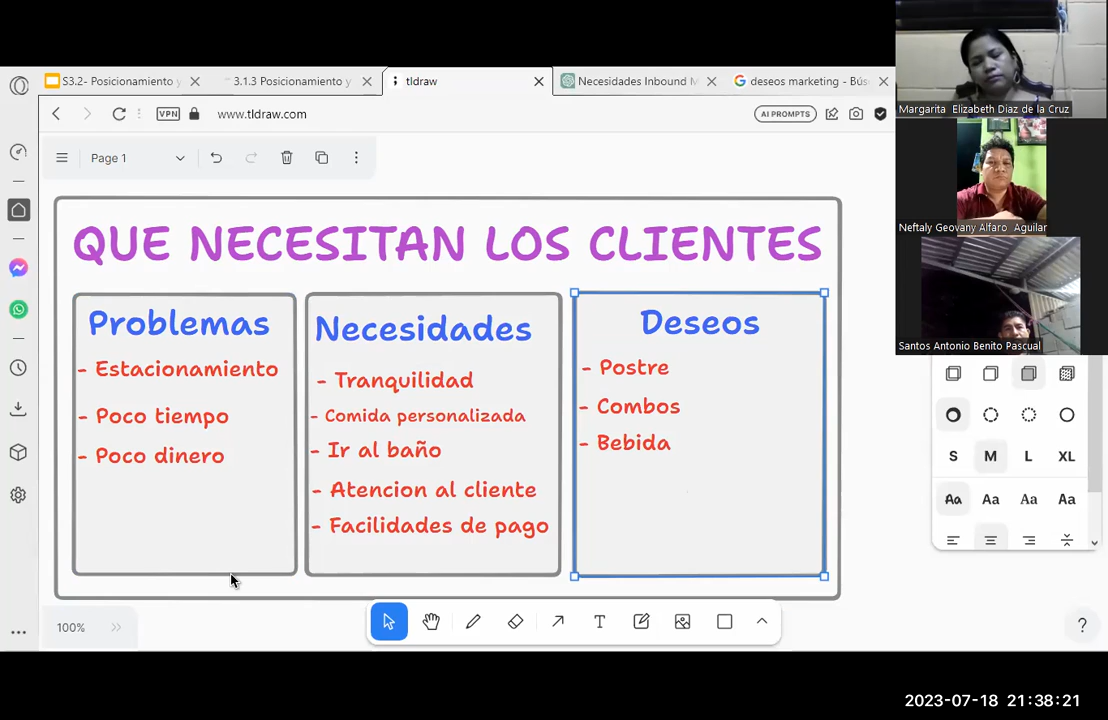 S3.2- Posicionamiento y
3.1.3 Posicionamiento y
tldraw
Necesidades Inbound M
deseos marketing - Bús
VPN
www.tldraw.com
AI PROMPTS
Page 1
QUE NECESITAN LOS CLIENTES
Problemas
- Estacionamiento
- Poco tiempo
- Poco dinero
Necesidades
- Tranquilidad
- Comida personalizada
- Ir al baño
- Atencion al cliente
- Facilidades de pago
Deseos
- Postre
- Combos
- Bebida
Margarita Elizabeth Diaz de la Cruz
Neftaly Geovany Alfaro Aguilar
Santos Antonio Benito Pascual
S M L XL
Aa Aa Aa Aa
100%
T
?
2023-07-18 21:38:21